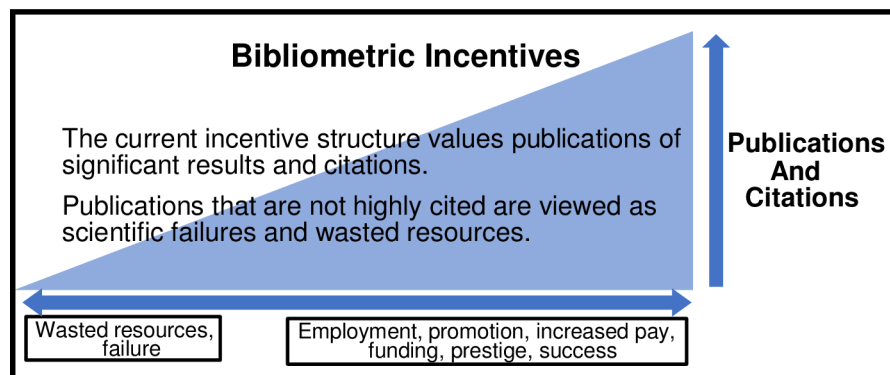 Bibliometric Incentives
The current incentive structure values publications of
significant results and citations.
Publications that are not highly cited are viewed as
scientific failures and wasted resources.
Publications
And
Citations
Wasted resources,
failure
Employment, promotion, increased pay,
funding, prestige, success